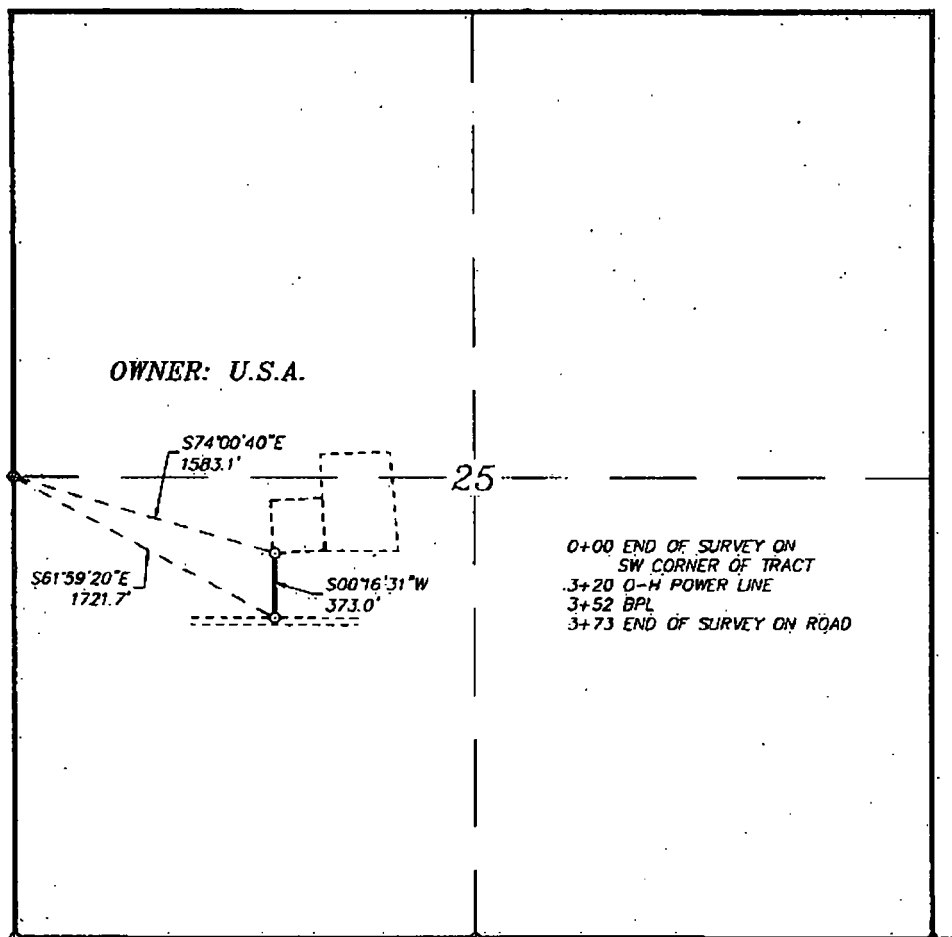 OWNER: U.S.A.
S74°00'40"E
1583.1'
25
S61°59'20"E
1721.7'
S00°16'31"W
373.0'
0+00 END OF SURVEY ON
SW CORNER OF TRACT
3+20 O-H POWER LINE
3+52 BPL
3+73 END OF SURVEY ON ROAD